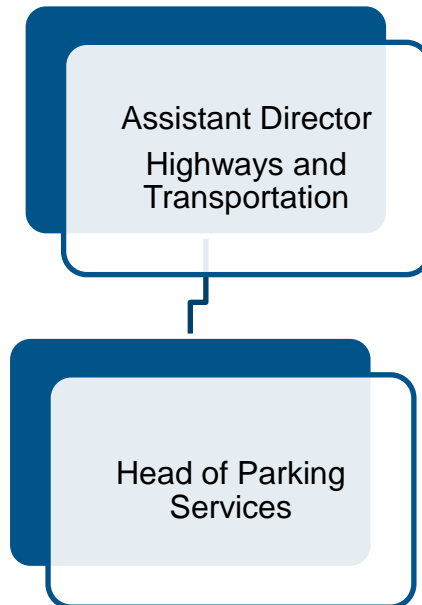 Assistant Director
Highways and
Transportation
Head of Parking
Services